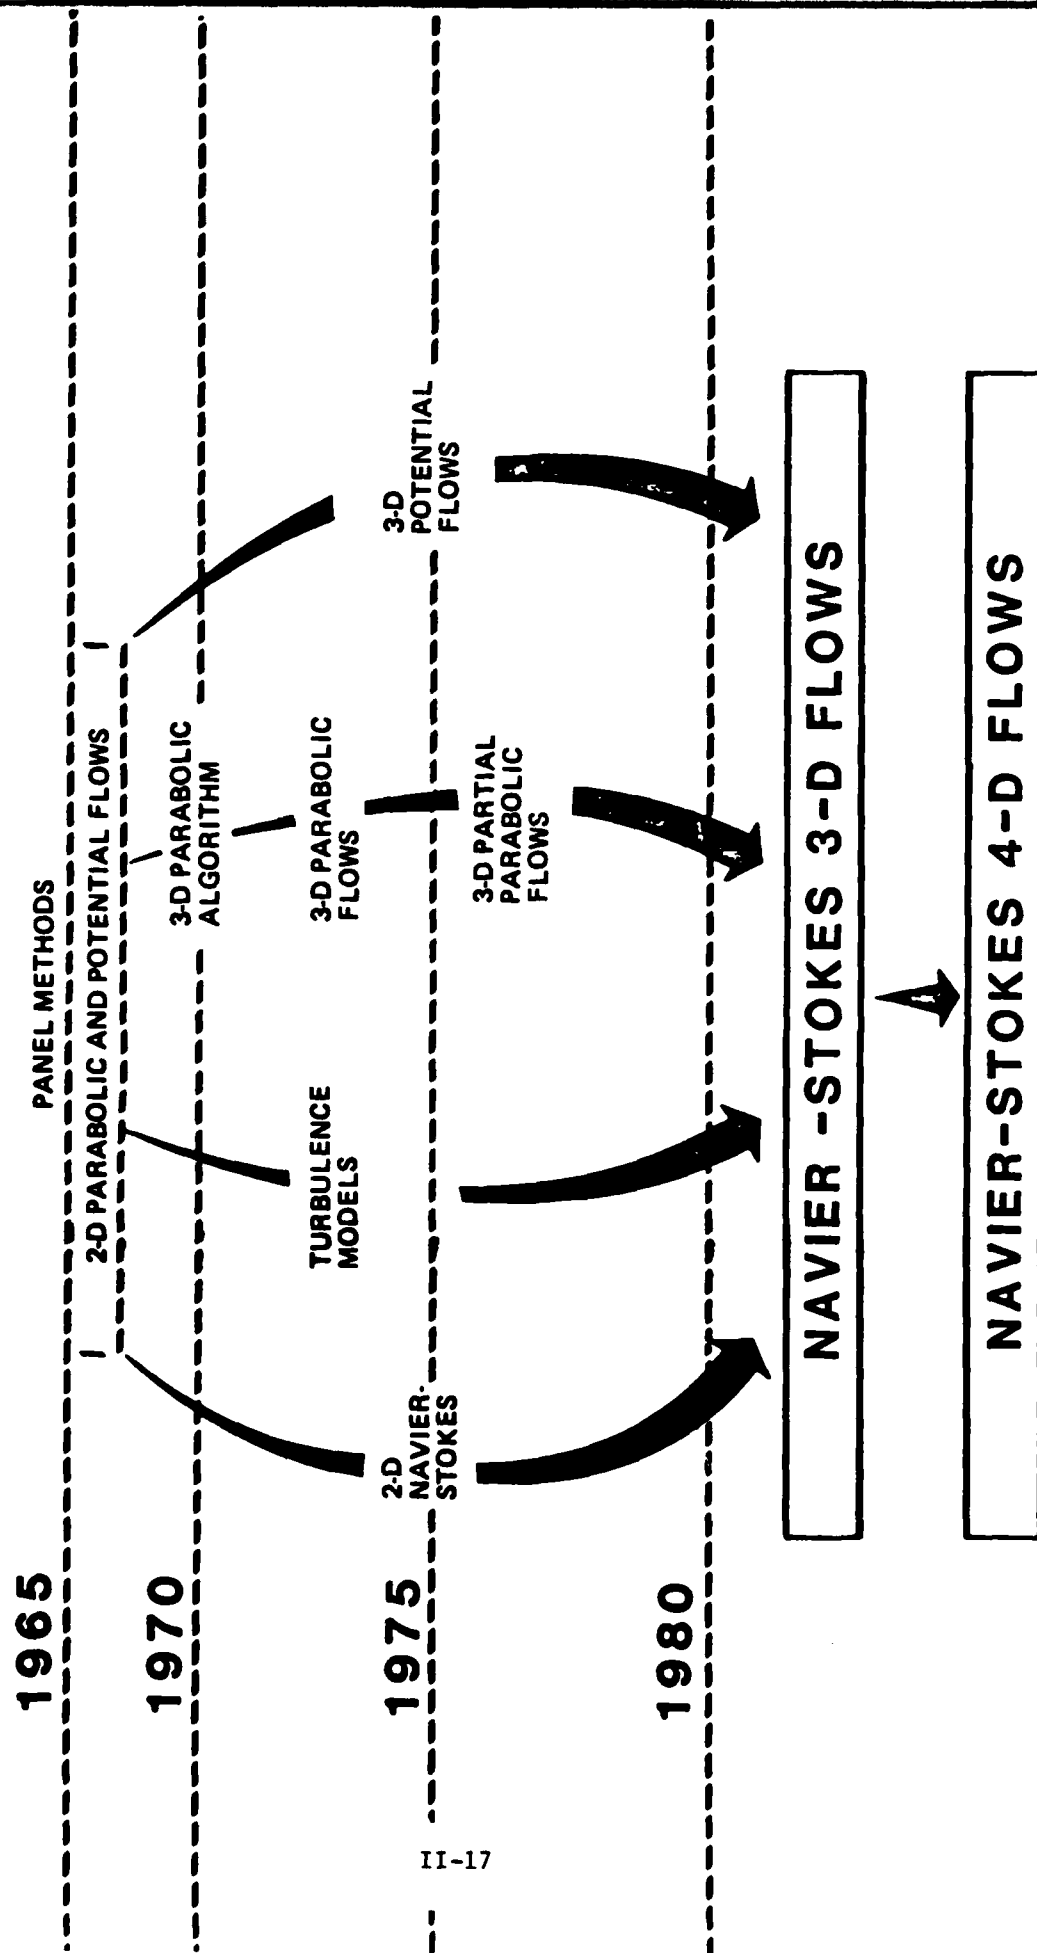 1965
PANEL METHODS
2-D PARABOLIC AND POTENTIAL FLOWS
1970
3-D PARABOLIC
ALGORITHM
TURBULENCE
MODELS
3-D PARABOLIC
FLOWS
1975
2-D
NAVIER-
STOKES
3-D
POTENTIAL
FLOWS
3-D PARTIAL
PARABOLIC
FLOWS
1980
NAVIER -STOKES 3-D FLOWS
NAVIER-STOKES 4-D FLOWS
II-17